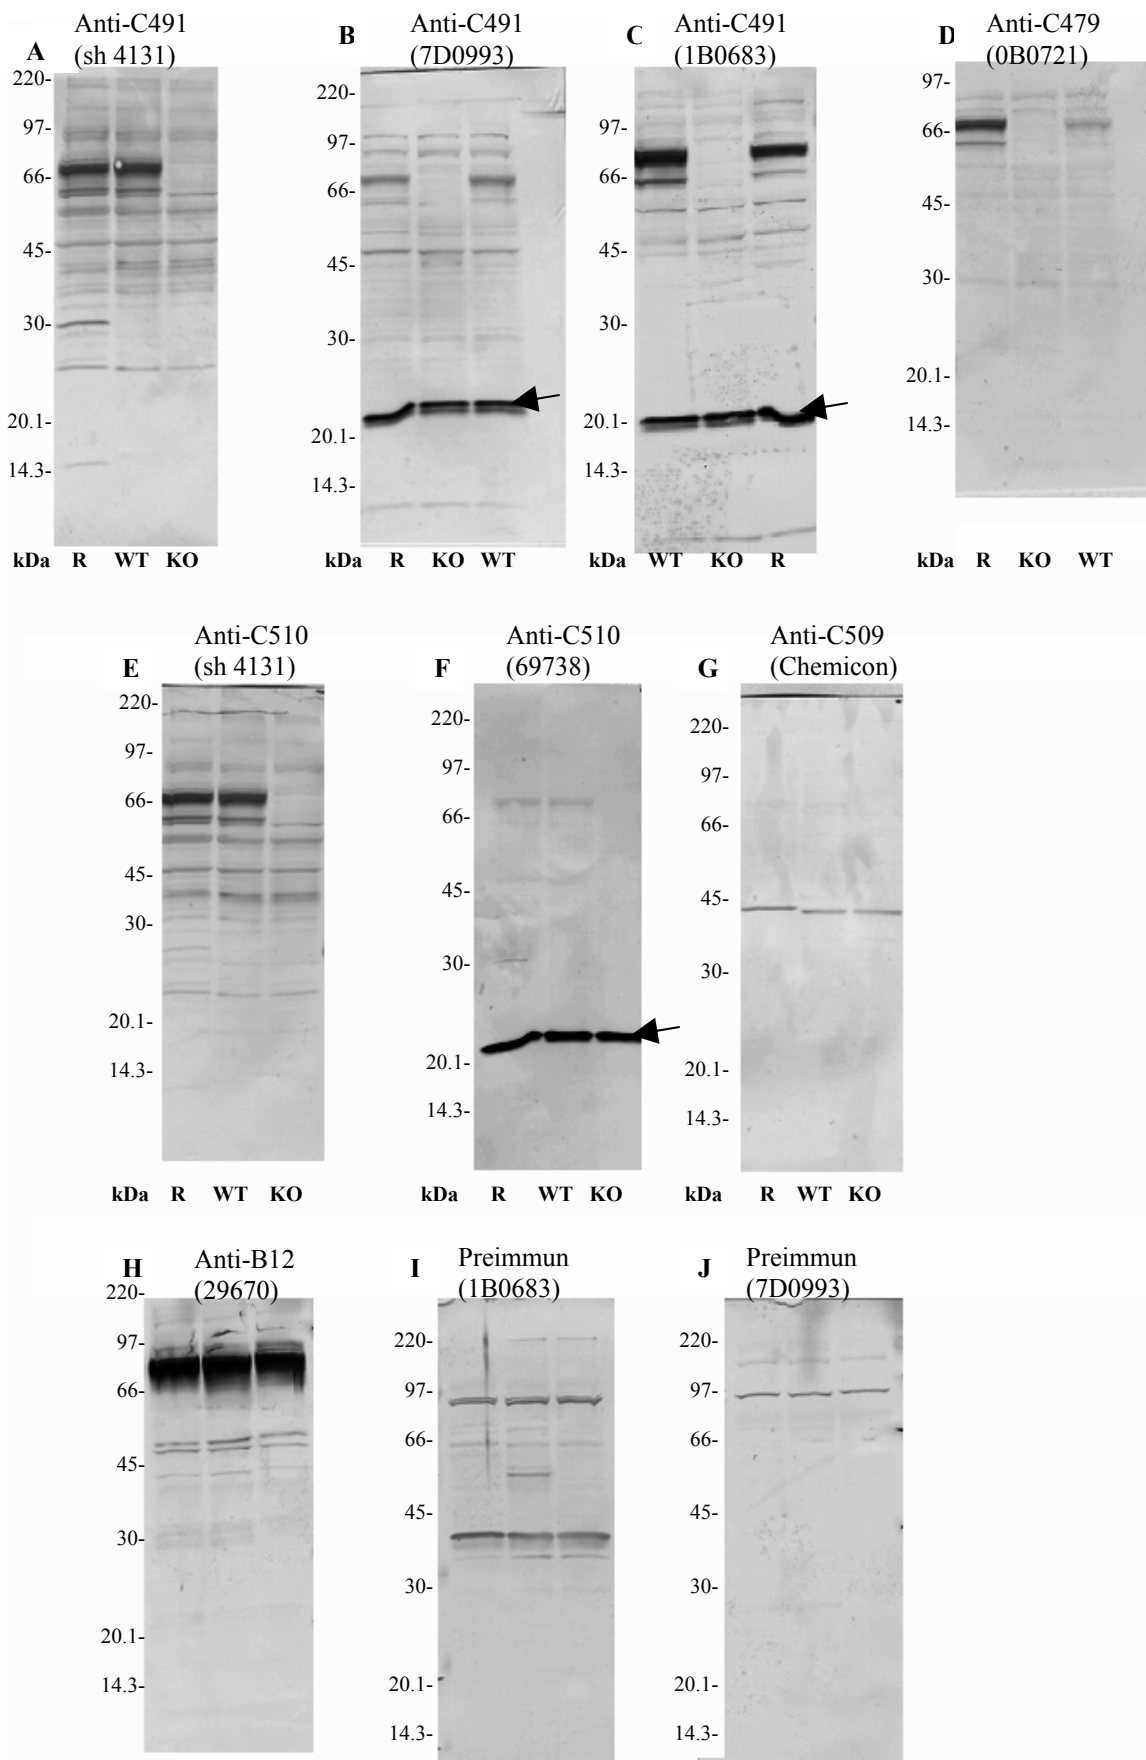 A
Anti-C491
(sh 4131)
220-
97-
66-
45-
30-
20.1-
14.3-
kDa R WT KO
B
Anti-C491
(7D0993)
220-
97-
66-
45-
30-
20.1-
14.3-
kDa R KO WT
C
Anti-C491
(1B0683)
97-
66-
45-
30-
20.1-
14.3-
kDa WT KO R
D
Anti-C479
(0B0721)
97-
66-
45-
30-
20.1-
14.3-
kDa R KO WT
E
Anti-C510
(sh 4131)
220-
97-
66-
45-
30-
20.1-
14.3-
kDa R WT KO
F
Anti-C510
(69738)
220-
97-
66-
45-
30-
20.1-
14.3-
kDa R WT KO
G
Anti-C509
(Chemicon)
220-
97-
66-
45-
30-
20.1-
14.3-
kDa R WT KO
H
Anti-B12
(29670)
220-
97-
66-
45-
30-
20.1-
14.3-
I
Preimmun
(1B0683)
220-
97-
66-
45-
30-
20.1-
14.3-
J
Preimmun
(7D0993)
220-
97-
66-
45-
30-
20.1-
14.3-